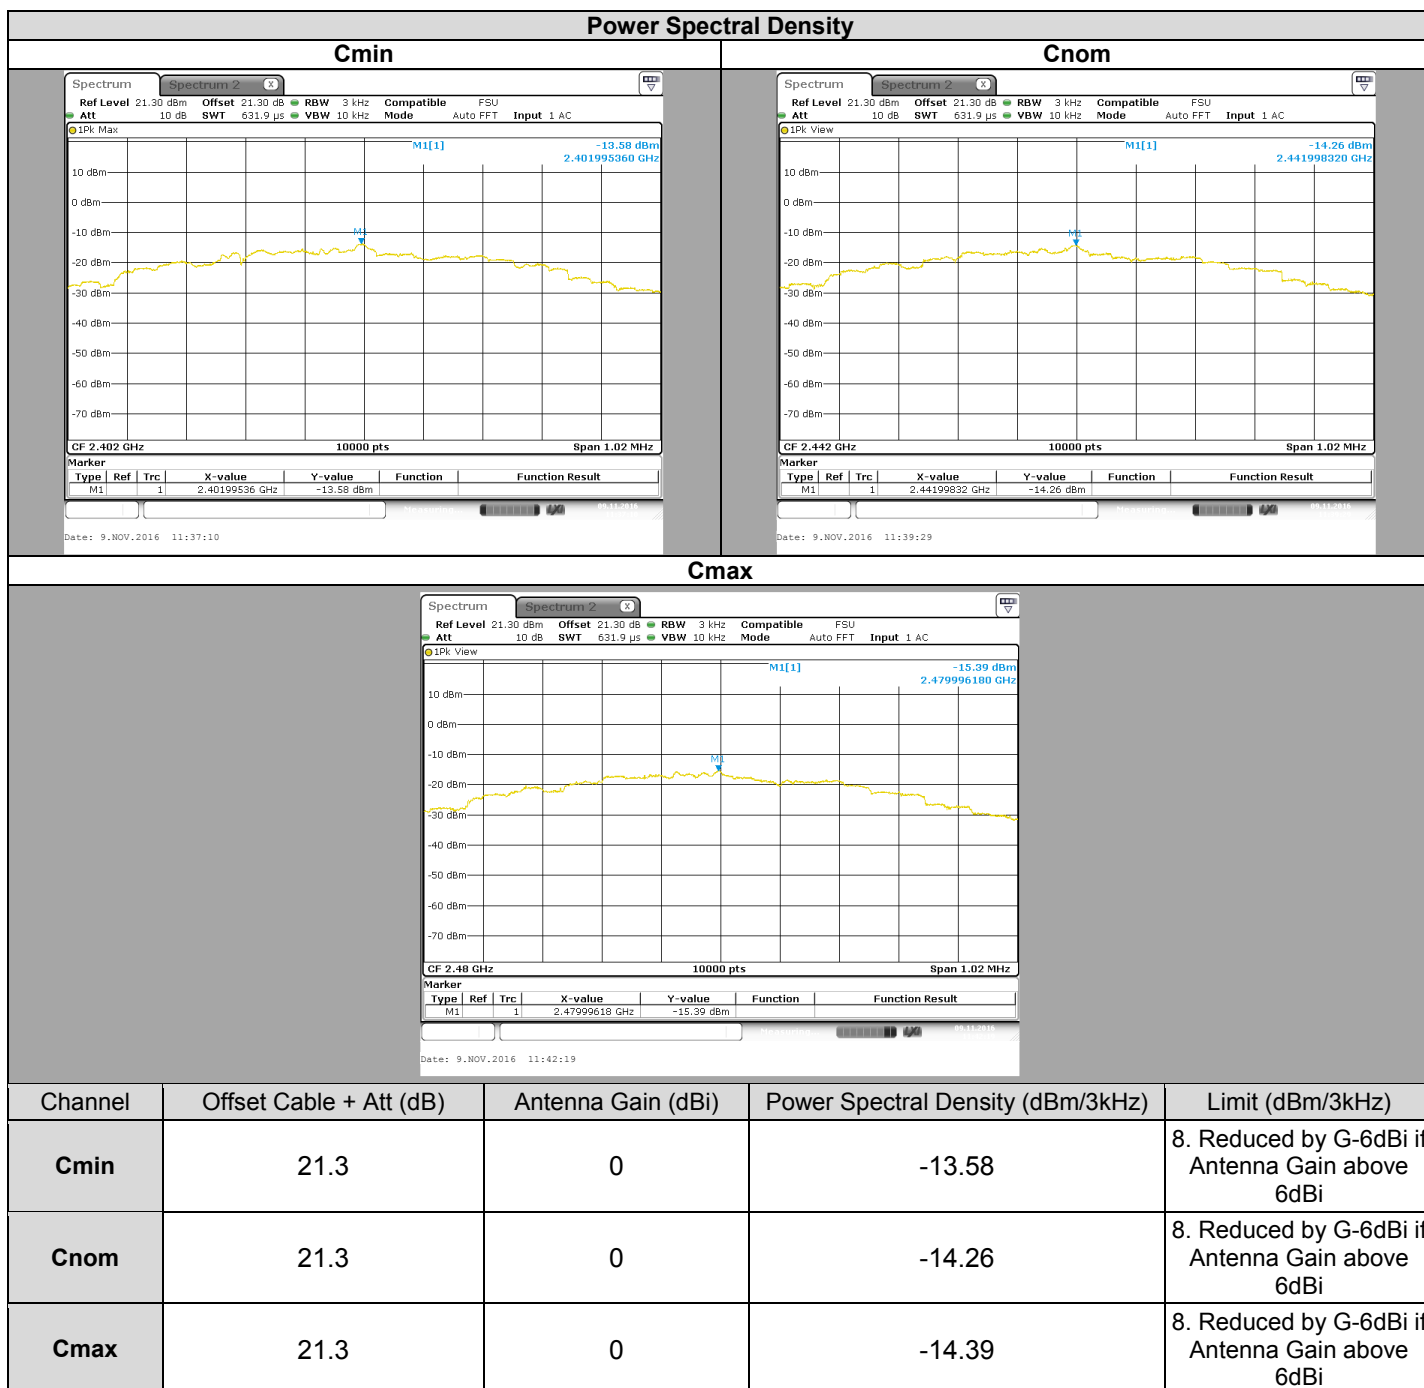 Power Spectral Density
Cmin Cnom
Spectrum Spectrum 2 X
Ref Level 21.30 dBm Offset 21.30 dB RBW 3 kHz Compatible FSU
Att 10 dB SWT 631.9 µs VBW 10 kHz Mode Auto FFT Input 1 AC
1Pk Max
M1[1] -13.58 dBm
2.401995360 GHz
10 dBm
0 dBm
M1
-10 dBm
-20 dBm
-30 dBm
-40 dBm
-50 dBm
-60 dBm
-70 dBm
CF 2.402 GHz 10000 pts Span 1.02 MHz
Marker
Type Ref Trc X-value Y-value Function Function Result
M1 1 2.40199536 GHz -13.58 dBm
Measuring 09.11.2016
Date: 9.NOV.2016 11:37:10
Spectrum Spectrum 2 X
Ref Level 21.30 dBm Offset 21.30 dB RBW 3 kHz Compatible FSU
Att 10 dB SWT 631.9 µs VBW 10 kHz Mode Auto FFT Input 1 AC
1Pk View
M1[1] -14.26 dBm
2.441998320 GHz
10 dBm
0 dBm
M1
-10 dBm
-20 dBm
-30 dBm
-40 dBm
-50 dBm
-60 dBm
-70 dBm
CF 2.442 GHz 10000 pts Span 1.02 MHz
Marker
Type Ref Trc X-value Y-value Function Function Result
M1 1 2.44199832 GHz -14.26 dBm
Measuring 09.11.2016
Date: 9.NOV.2016 11:39:29
Cmax
Spectrum Spectrum 2 X
Ref Level 21.30 dBm Offset 21.30 dB RBW 3 kHz Compatible FSU
Att 10 dB SWT 631.9 µs VBW 10 kHz Mode Auto FFT Input 1 AC
1Pk View
M1[1] -15.39 dBm
2.479996180 GHz
10 dBm
0 dBm
-10 dBm
M1
-20 dBm
-30 dBm
-40 dBm
-50 dBm
-60 dBm
-70 dBm
CF 2.48 GHz 10000 pts Span 1.02 MHz
Marker
Type Ref Trc X-value Y-value Function Function Result
M1 1 2.47999618 GHz -15.39 dBm
Measuring 09.11.2016
Date: 9.NOV.2016 11:42:19
Channel Offset Cable + Att (dB) Antenna Gain (dBi) Power Spectral Density (dBm/3kHz) Limit (dBm/3kHz)
Cmin 21.3 0 -13.58 8. Reduced by G-6dBi if
Antenna Gain above
6dBi
Cnom 21.3 0 -14.26 8. Reduced by G-6dBi if
Antenna Gain above
6dBi
Cmax 21.3 0 -14.39 8. Reduced by G-6dBi if
Antenna Gain above
6dBi